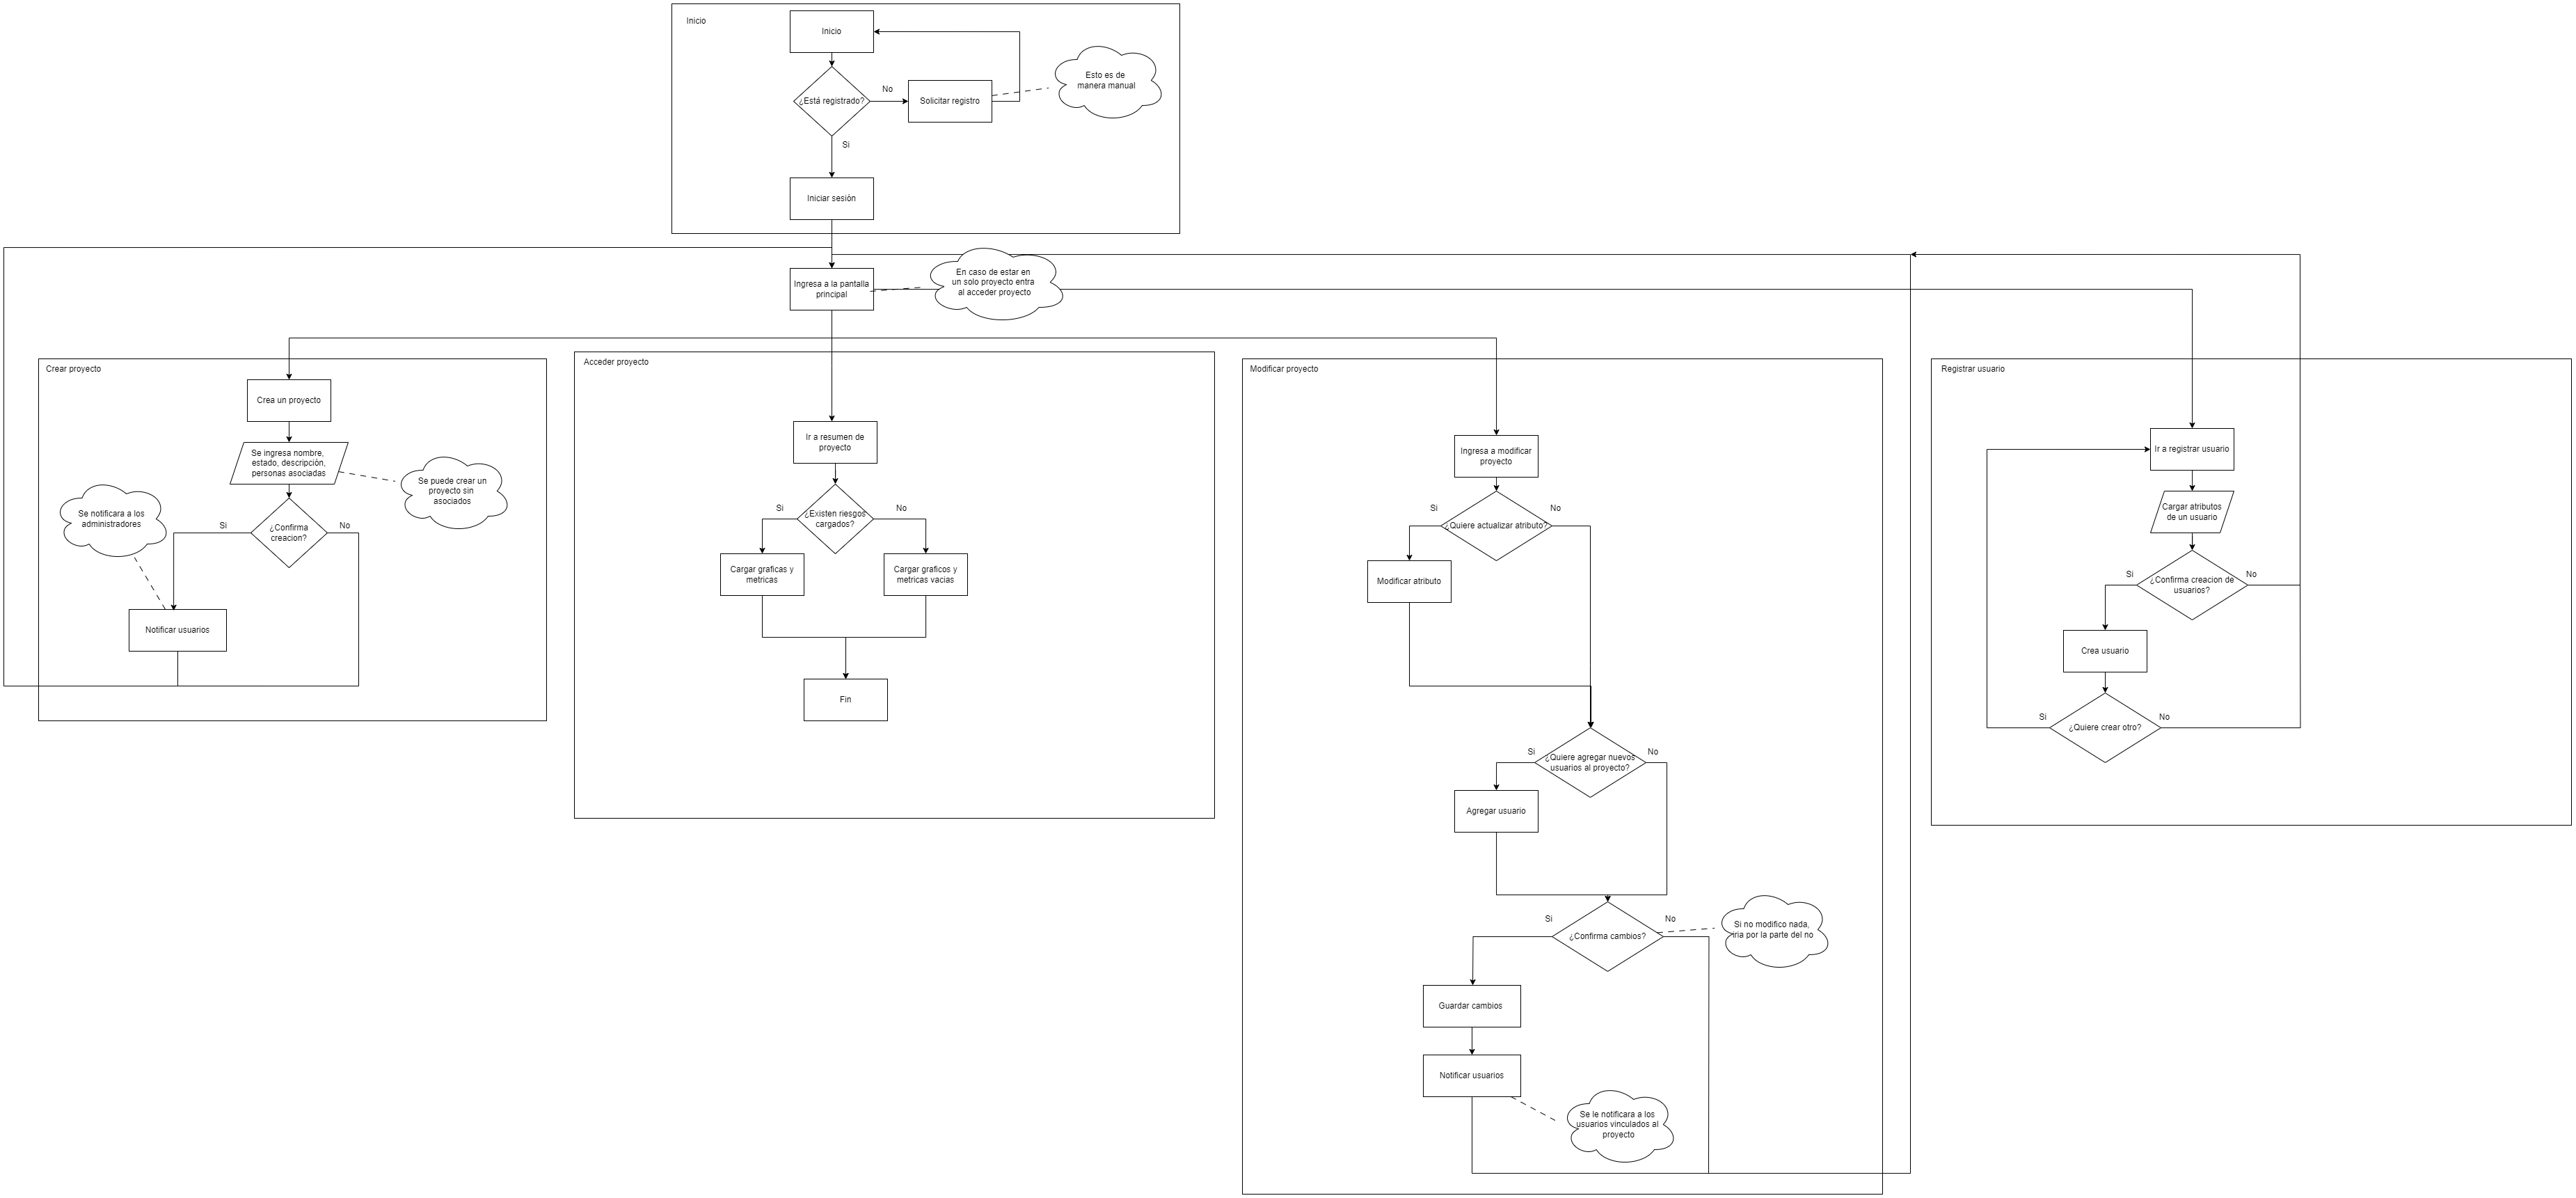 Inicio
Inicio
Esto es de
manera manual
¿Está registrado?
No
Solicitar registro
Si
Iniciar sesión
Ingresa a la pantalla
principal
En caso de estar en
un solo proyecto entra
al acceder proyecto
Crear proyecto
Crea un proyecto
Se ingresa nombre,
estado, descripción,
personas asociadas
Se puede crear un
proyecto sin
asociados
Se notificara a los
administradores
Si
¿Confirma
creacion?
No
Notificar usuarios
Acceder proyecto
Ir a resumen de
proyecto
Si
¿Existen riesgos
cargados?
No
Cargar graficas y
metricas
Cargar graficos y
metricas vacias
Fin
Modificar proyecto
Ingresa a modificar
proyecto
Si
¿Quiere actualizar atributo?
No
Modificar atributo
Si
¿Quiere agregar nuevos
usuarios al proyecto?
No
Agregar usuario
Si
¿Confirma cambios?
No
Si no modifico nada,
iria por la parte del no
Guardar cambios
Notificar usuarios
Se le notificara a los
usuarios vinculados al
proyecto
Registrar usuario
Ir a registrar usuario
Cargar atributos
de un usuario
Si
¿Confirma creacion de
usuarios?
No
Crea usuario
Si
¿Quiere crear otro?
No